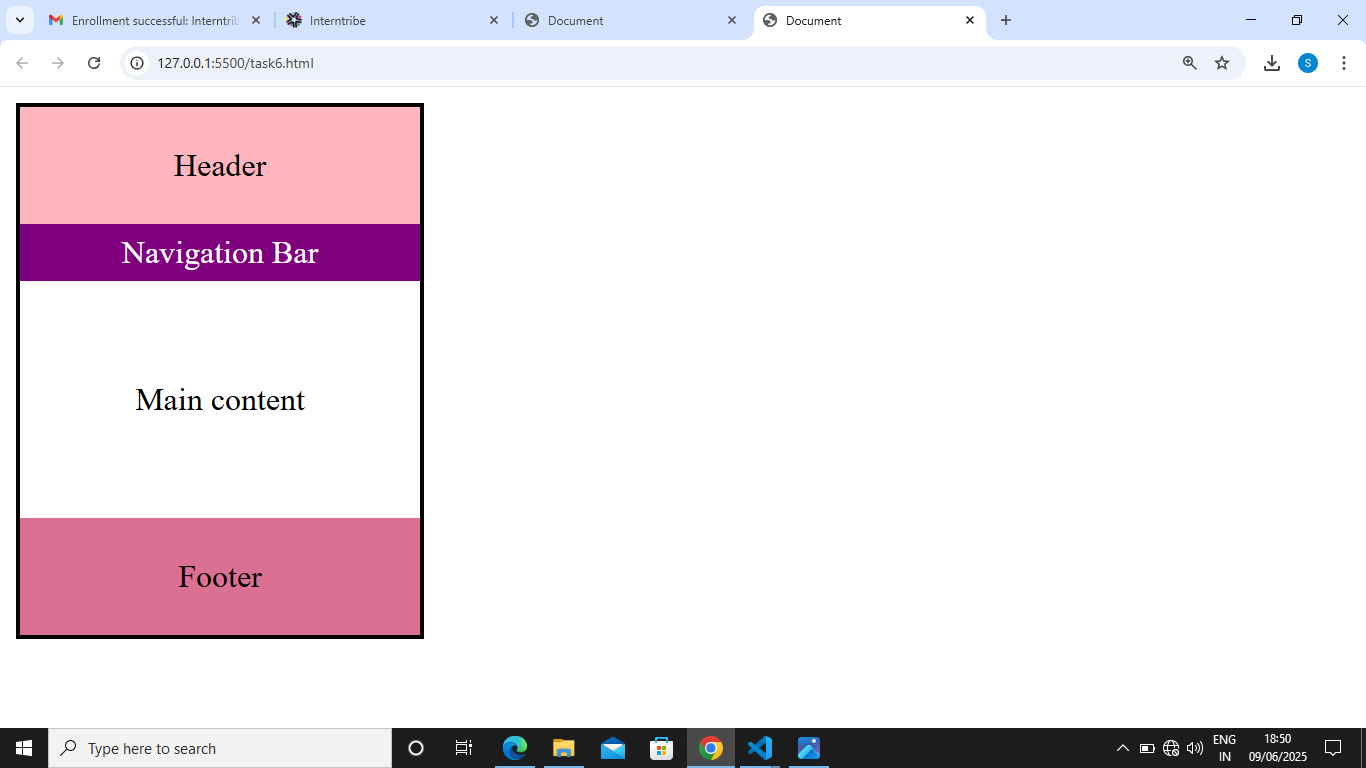 Enrollment successful: Interntrib
Interntribe
Document
Document
127.0.0.1:5500/task6.html
S
Header
Navigation Bar
Main content
Footer
Type here to search
ENG
IN
18:50
09/06/2025